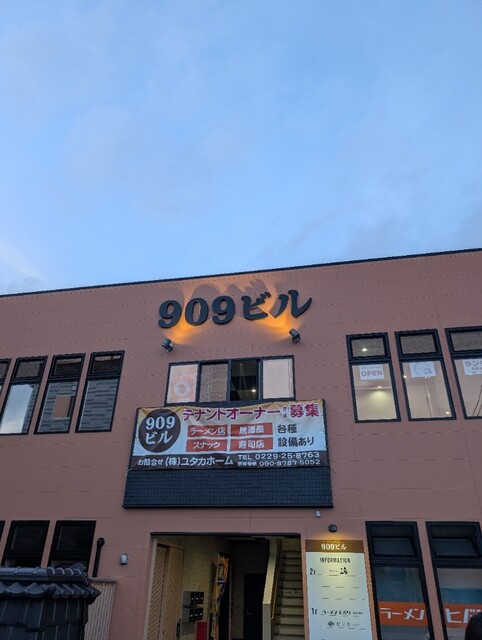 909ビル
OPEN
909
ビル
テナントオーナー募集
ラーメン店
居酒屋
各種
スナック
寿司店
設備あり
お問合せ (株)ユタカホーム
TEL 0229-25-8763
090-8787-5052
909ビル
INFORMATION
2F
1F
ラーメン